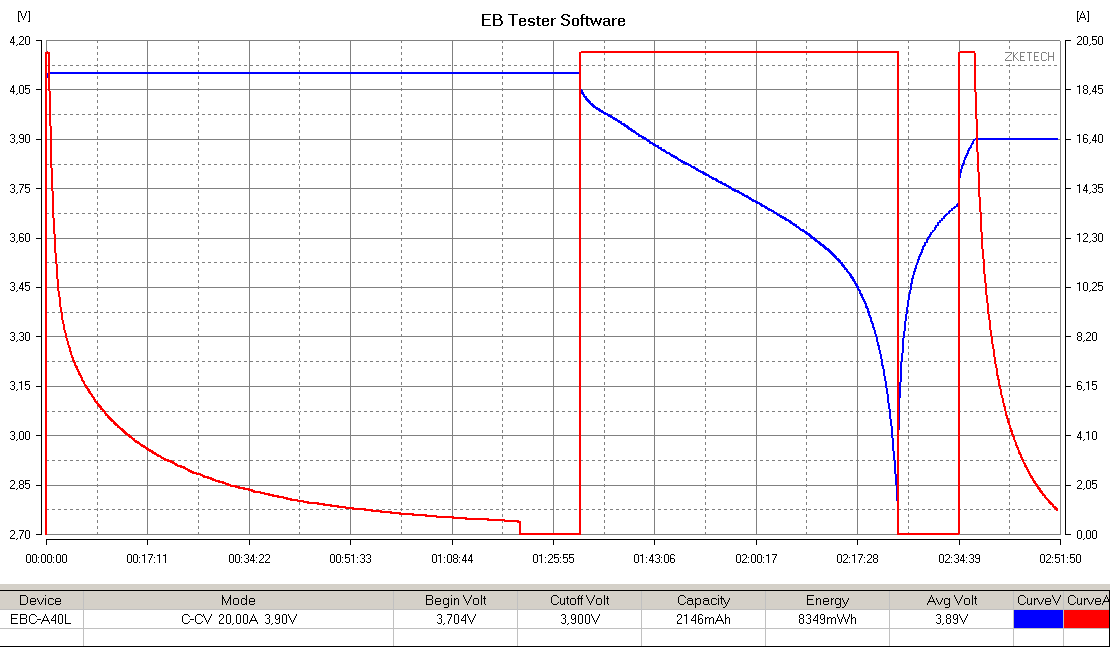 [V] EB Tester Software [A]
ZKETECH
4,20 20,50
4,05 18,45
3,90 16,40
3,75 14,35
3,60 12,30
3,45 10,25
3,30 8,20
3,15 6,15
3,00 4,10
2,85 2,05
2,70 0,00
00:00:00 00:17:11 00:34:22 00:51:33 01:08:44 01:25:55 01:43:06 02:00:17 02:17:28 02:34:39 02:51:50
Device Mode Begin Volt Cutoff Volt Capacity Energy Avg Volt CurveV CurveA
EBC-A40L C-CV 20,00A 3,90V 3,704V 3,900V 2146mAh 8349mWh 3,89V